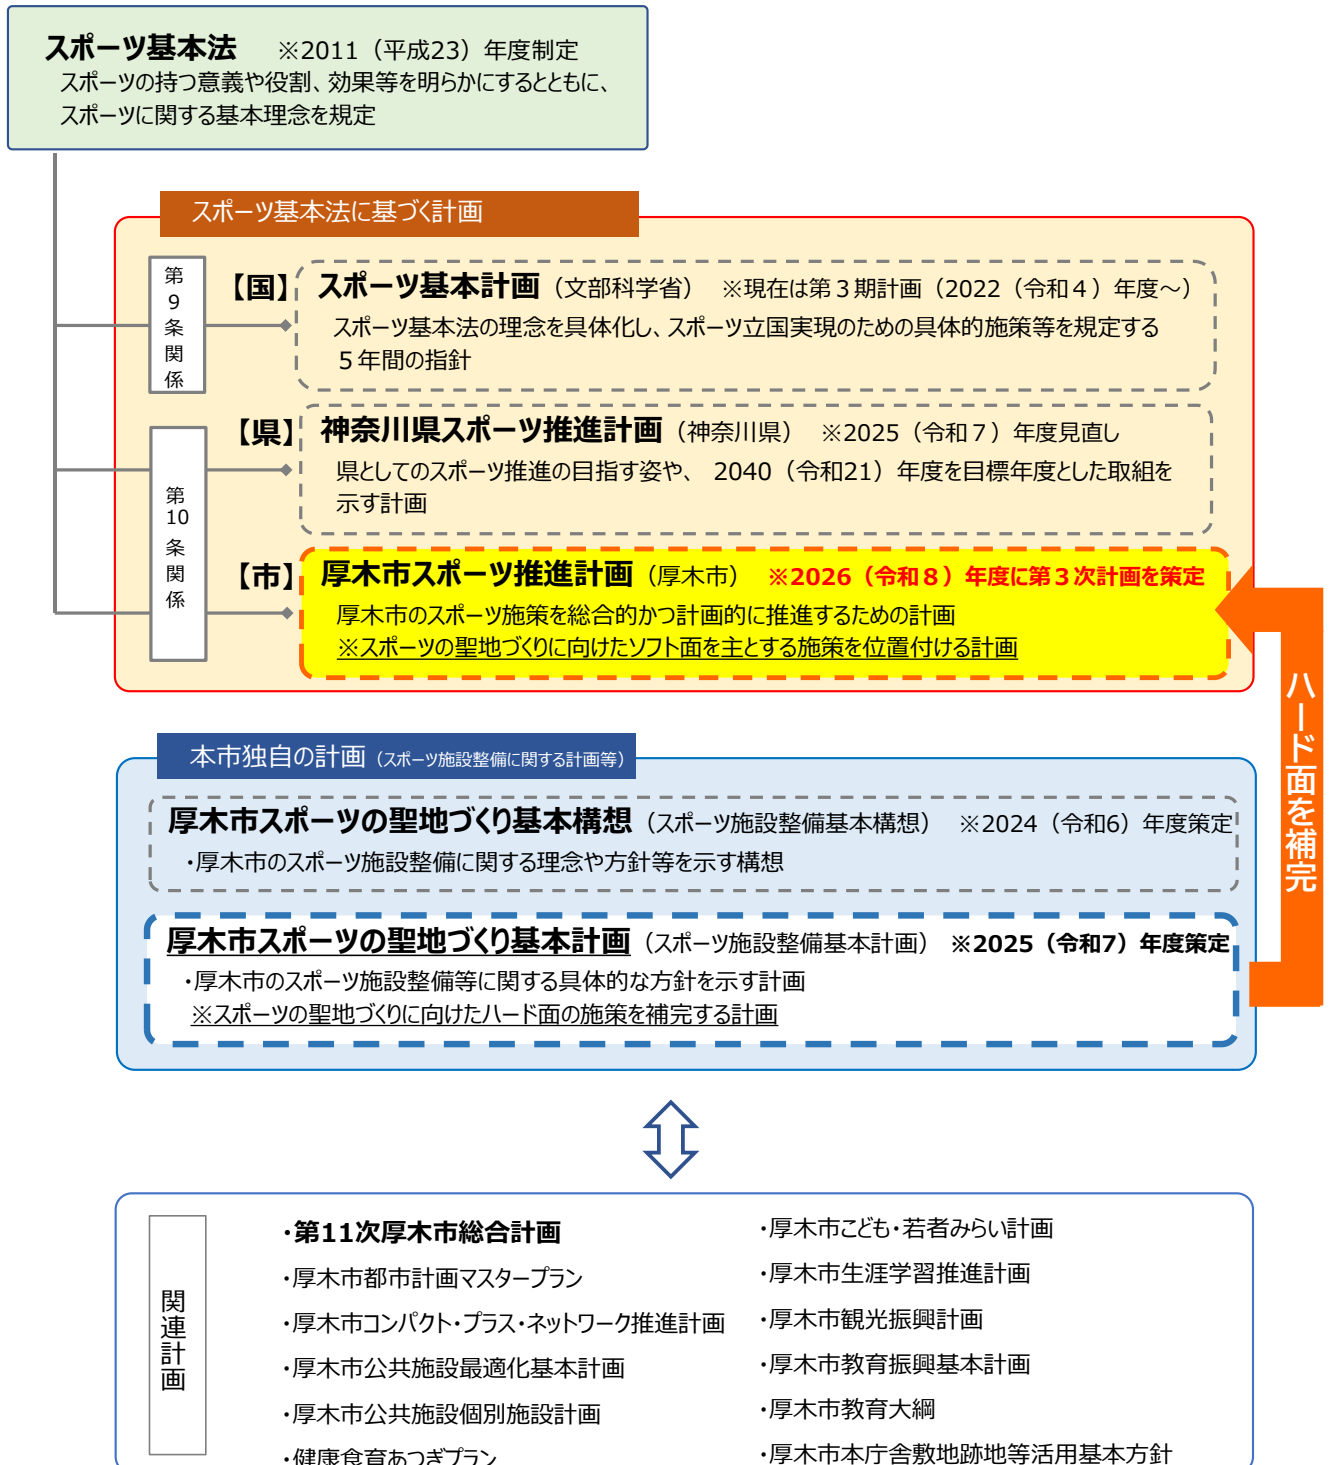 スポーツ基本法 ※2011（平成23）年度制定
スポーツの持つ意義や役割、効果等を明らかにするとともに、
スポーツに関する基本理念を規定
スポーツ基本法に基づく計画
第9条関係
【国】 スポーツ基本計画（文部科学省） ※現在は第３期計画（2022（令和４）年度～）
スポーツ基本法の理念を具体化し、スポーツ立国実現のための具体的施策等を規定する
５年間の指針
第10条関係
【県】 神奈川県スポーツ推進計画（神奈川県） ※2025（令和７）年度見直し
県としてのスポーツ推進の目指す姿や、 2040（令和21）年度を目標年度とした取組を
示す計画
【市】 厚木市スポーツ推進計画（厚木市） ※2026（令和８）年度に第３次計画を策定
厚木市のスポーツ施策を総合的かつ計画的に推進するための計画
※スポーツの聖地づくりに向けたソフト面を主とする施策を位置付ける計画
ハード面を補完
本市独自の計画（スポーツ施設整備に関する計画等）
厚木市スポーツの聖地づくり基本構想（スポーツ施設整備基本構想） ※2024（令和6）年度策定
・厚木市のスポーツ施設整備に関する理念や方針等を示す構想
厚木市スポーツの聖地づくり基本計画（スポーツ施設整備基本計画） ※2025（令和7）年度策定
・厚木市のスポーツ施設整備等に関する具体的な方針を示す計画
※スポーツの聖地づくりに向けたハード面の施策を補完する計画
関連計画
・第11次厚木市総合計画
・厚木市都市計画マスタープラン
・厚木市コンパクト・プラス・ネットワーク推進計画
・厚木市公共施設最適化基本計画
・厚木市公共施設個別施設計画
・健康食育あつぎプラン
・厚木市こども・若者みらい計画
・厚木市生涯学習推進計画
・厚木市観光振興計画
・厚木市教育振興基本計画
・厚木市教育大綱
・厚木市本庁舎敷地跡地等活用基本方針